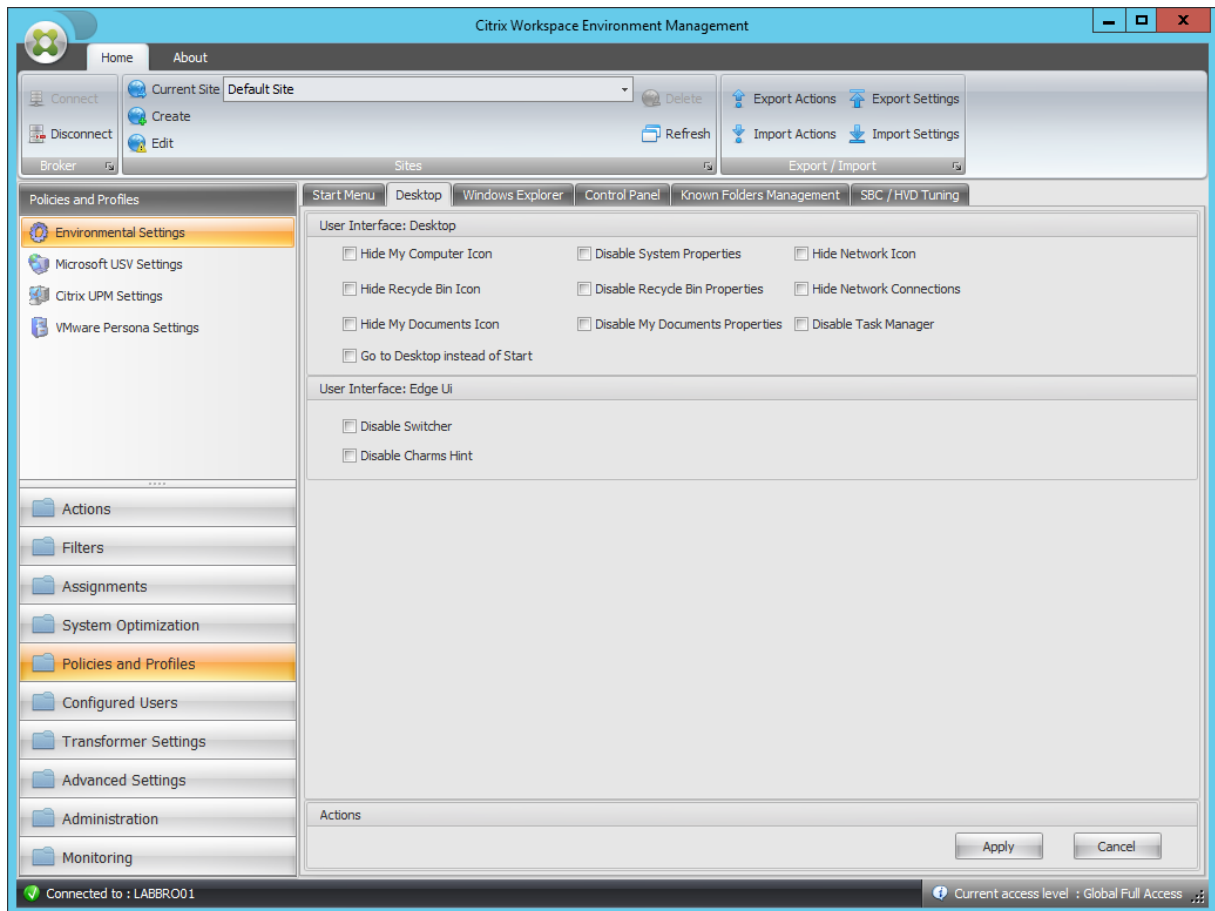 Citrix Workspace Environment Management
Home About
Connect
Disconnect
Broker
Current Site Default Site
Create
Edit
Delete
Refresh
Sites
Export Actions Export Settings
Import Actions Import Settings
Export / Import
Policies and Profiles
Environmental Settings
Microsoft USV Settings
Citrix UPM Settings
VMware Persona Settings
Actions
Filters
Assignments
System Optimization
Policies and Profiles
Configured Users
Transformer Settings
Advanced Settings
Administration
Monitoring
Start Menu Desktop Windows Explorer Control Panel Known Folders Management SBC / HVD Tuning
User Interface: Desktop
Hide My Computer Icon Disable System Properties Hide Network Icon
Hide Recycle Bin Icon Disable Recycle Bin Properties Hide Network Connections
Hide My Documents Icon Disable My Documents Properties Disable Task Manager
Go to Desktop instead of Start
User Interface: Edge Ui
Disable Switcher
Disable Charms Hint
Actions
Apply Cancel
Connected to : LABBRO01
Current access level : Global Full Access